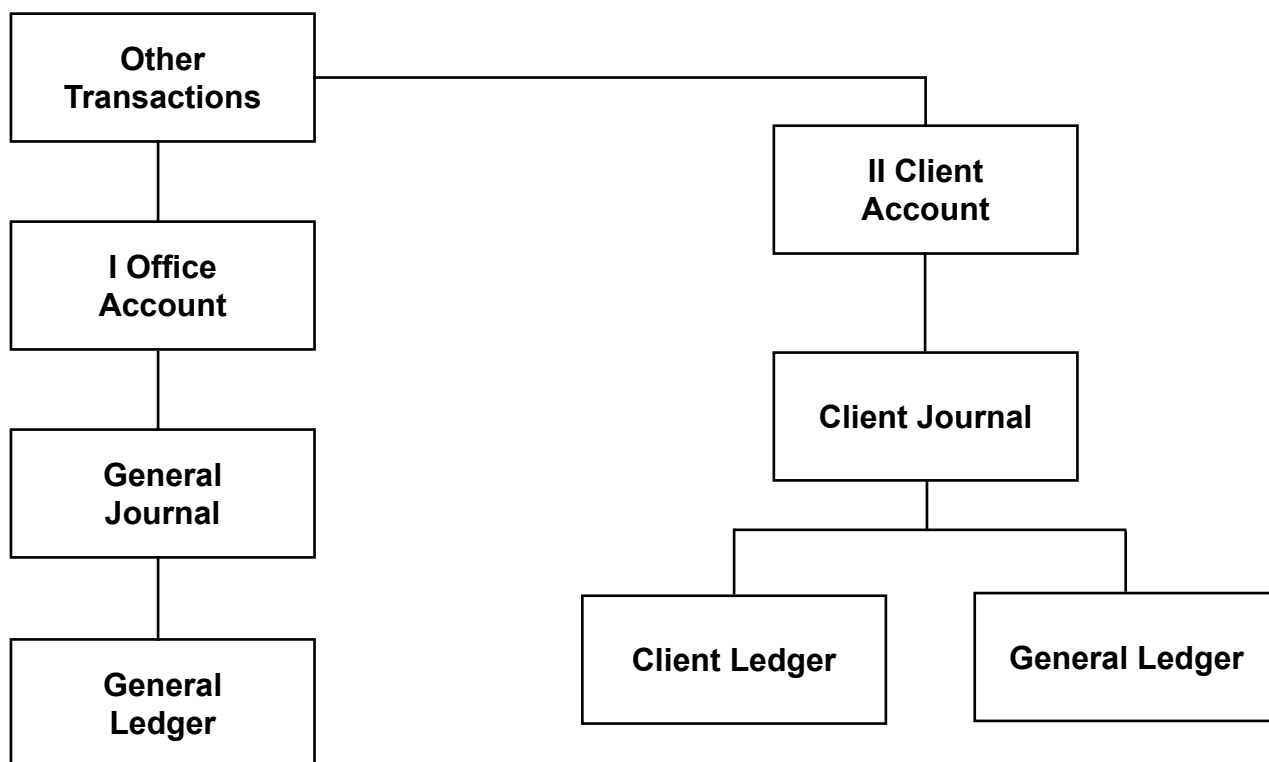 Other
Transactions
II Client
Account
I Office
Account
Client Journal
General
Journal
Client Ledger
General Ledger
General
Ledger